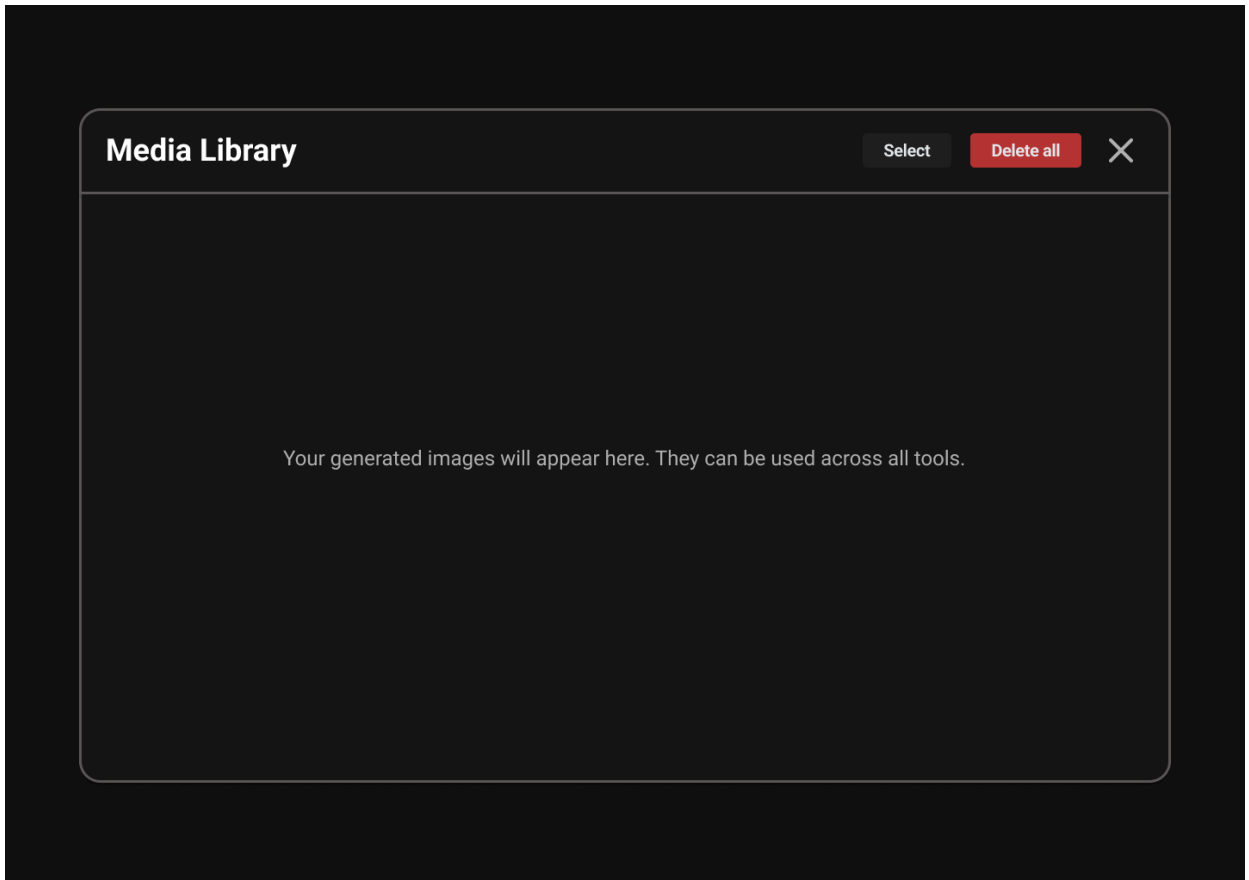 Media Library
Select
Delete all
Your generated images will appear here. They can be used across all tools.